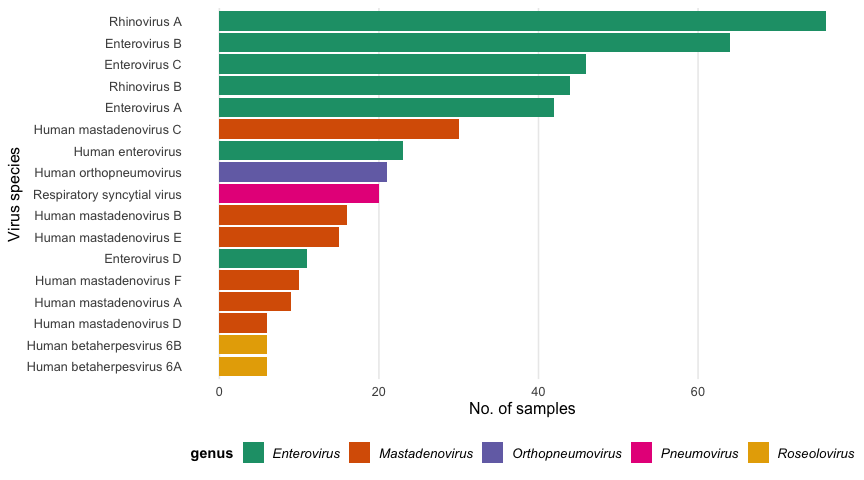 Virus species
Rhinovirus A
Enterovirus B
Enterovirus C
Rhinovirus B
Enterovirus A
Human mastadenovirus C
Human enterovirus
Human orthopneumovirus
Respiratory syncytial virus
Human mastadenovirus B
Human mastadenovirus E
Enterovirus D
Human mastadenovirus F
Human mastadenovirus A
Human mastadenovirus D
Human betaherpesvirus 6B
Human betaherpesvirus 6A
0 20 40 60
No. of samples
genus Enterovirus Mastadenovirus Orthopneumovirus Pneumovirus Roseolovirus